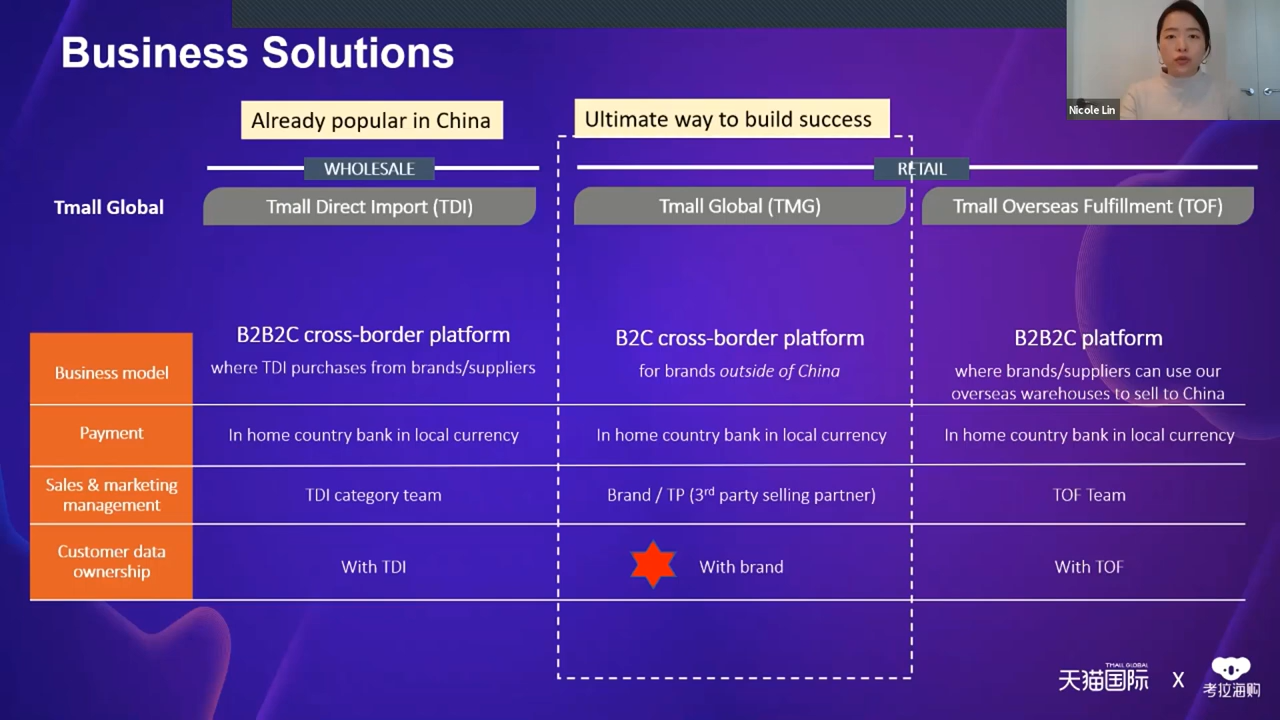 Business Solutions
Nicole Lin
Already popular in China
Ultimate way to build success
WHOLESALE
RETAIL
Tmall Global
Tmall Direct Import (TDI)
Tmall Global (TMG)
Tmall Overseas Fulfillment (TOF)
Business model
B2B2C cross-border platform
where TDI purchases from brands/suppliers
B2C cross-border platform
for brands outside of China
B2B2C platform
where brands/suppliers can use our
overseas warehouses to sell to China
Payment
In home country bank in local currency
In home country bank in local currency
In home country bank in local currency
Sales & marketing
management
TDI category team
Brand / TP (3rd party selling partner)
TOF Team
Customer data
ownership
With TDI
With brand
With TOF
TMALL GLOBAL
天猫国际
X
考拉海购